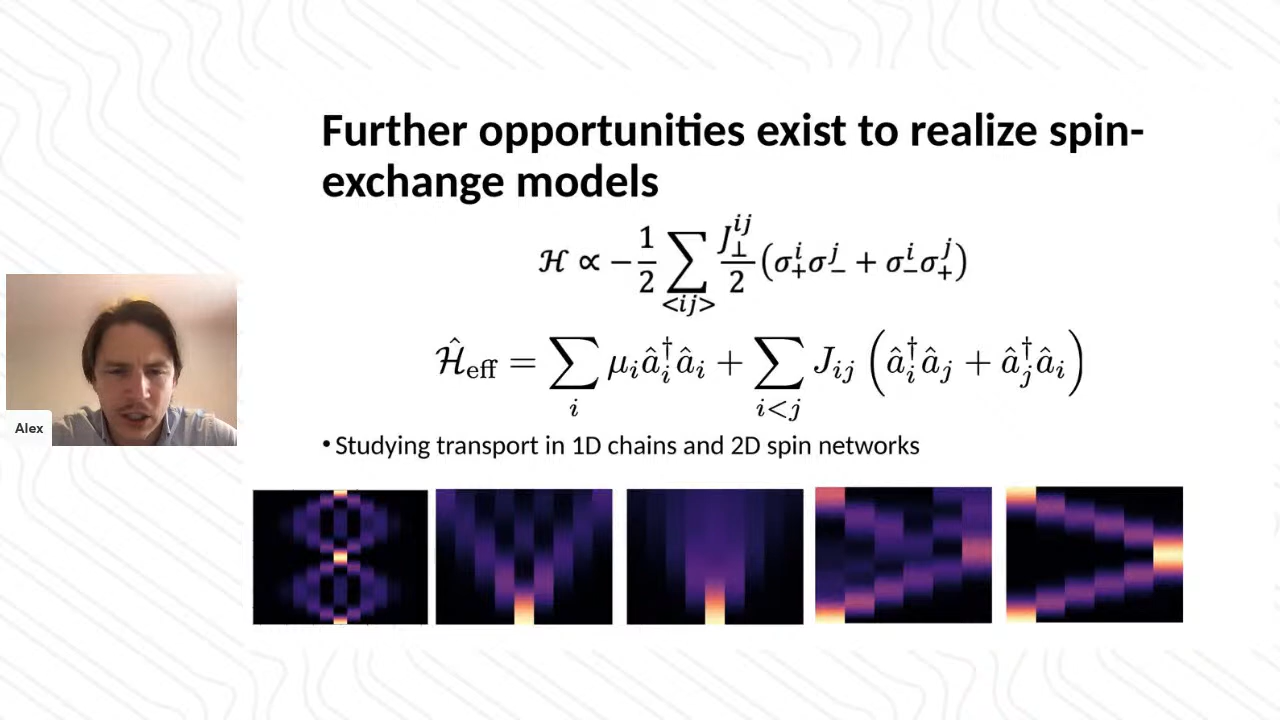 Further opportunities exist to realize spin-
exchange models
ℋ ∝ −1/2 ∑_{<ij>} J_⊥^{ij}/2 (σ_+^i σ_−^j + σ_−^i σ_+^j)
Ĥ_eff = ∑_i μ_i â_i^† â_i + ∑_{i<j} J_{ij} (â_i^† â_j + â_j^† â_i)
Alex
• Studying transport in 1D chains and 2D spin networks